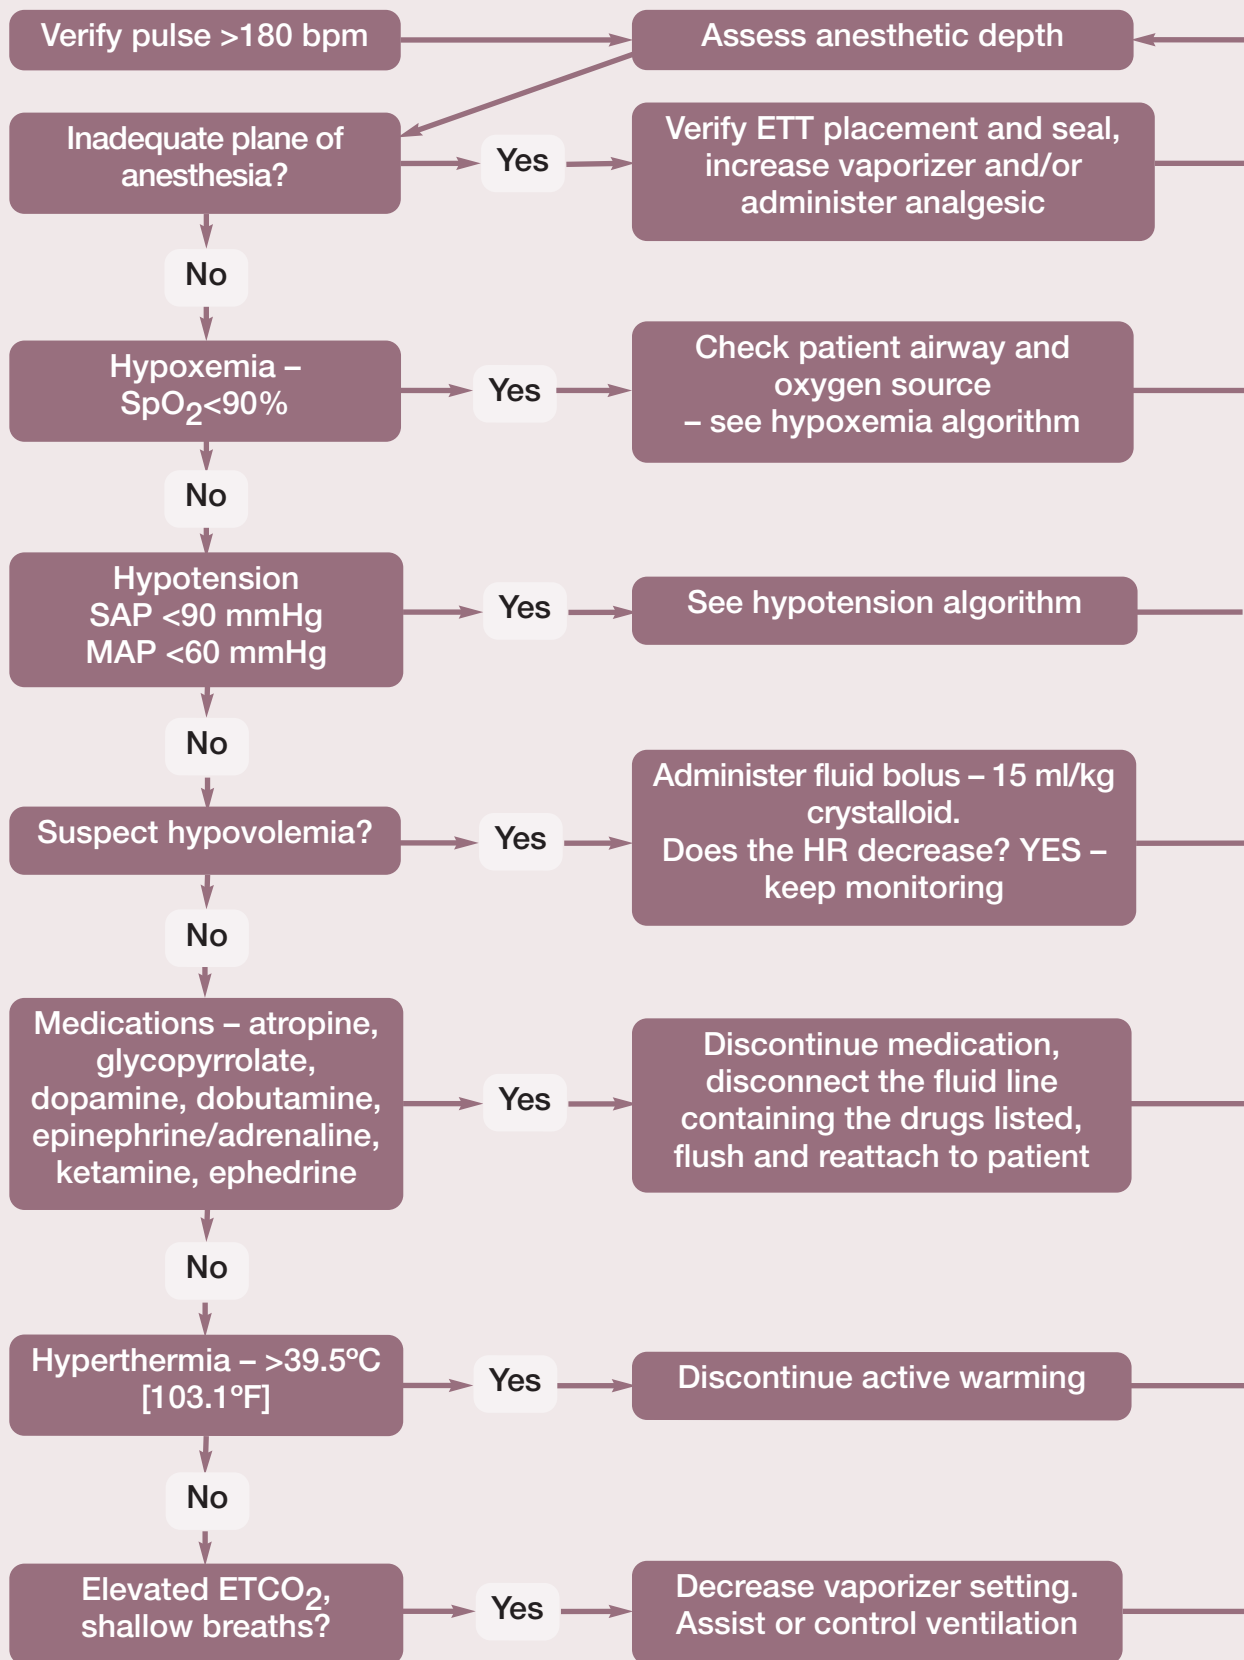 Verify pulse >180 bpm
Assess anesthetic depth
Inadequate plane of
anesthesia?
Yes
Verify ETT placement and seal,
increase vaporizer and/or
administer analgesic
No
Hypoxemia –
SpO2<90%
Yes
Check patient airway and
oxygen source
– see hypoxemia algorithm
No
Hypotension
SAP <90 mmHg
MAP <60 mmHg
Yes
See hypotension algorithm
No
Suspect hypovolemia?
Yes
Administer fluid bolus – 15 ml/kg
crystalloid.
Does the HR decrease? YES –
keep monitoring
No
Medications – atropine,
glycopyrrolate,
dopamine, dobutamine,
epinephrine/adrenaline,
ketamine, ephedrine
Yes
Discontinue medication,
disconnect the fluid line
containing the drugs listed,
flush and reattach to patient
No
Hyperthermia – >39.5ºC
[103.1ºF]
Yes
Discontinue active warming
No
Elevated ETCO2,
shallow breaths?
Yes
Decrease vaporizer setting.
Assist or control ventilation